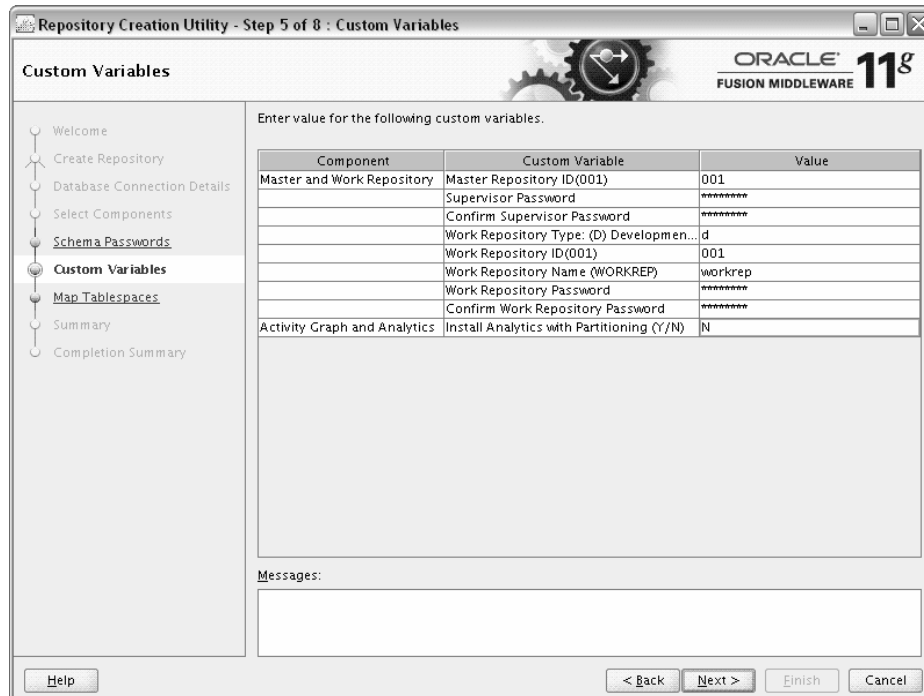 Repository Creation Utility - Step 5 of 8 : Custom Variables
Custom Variables
ORACLE
FUSION MIDDLEWARE 11g
Welcome
Create Repository
Database Connection Details
Select Components
Schema Passwords
Custom Variables
Map Tablespaces
Summary
Completion Summary
Enter value for the following custom variables.
Component Custom Variable Value
Master and Work Repository Master Repository ID(001) 001
Supervisor Password ********
Confirm Supervisor Password ********
Work Repository Type: (D) Developmen... d
Work Repository ID(001) 001
Work Repository Name (WORKREP) workrep
Work Repository Password ********
Confirm Work Repository Password ********
Activity Graph and Analytics Install Analytics with Partitioning (Y/N) N
Messages:
Help < Back Next > Finish Cancel